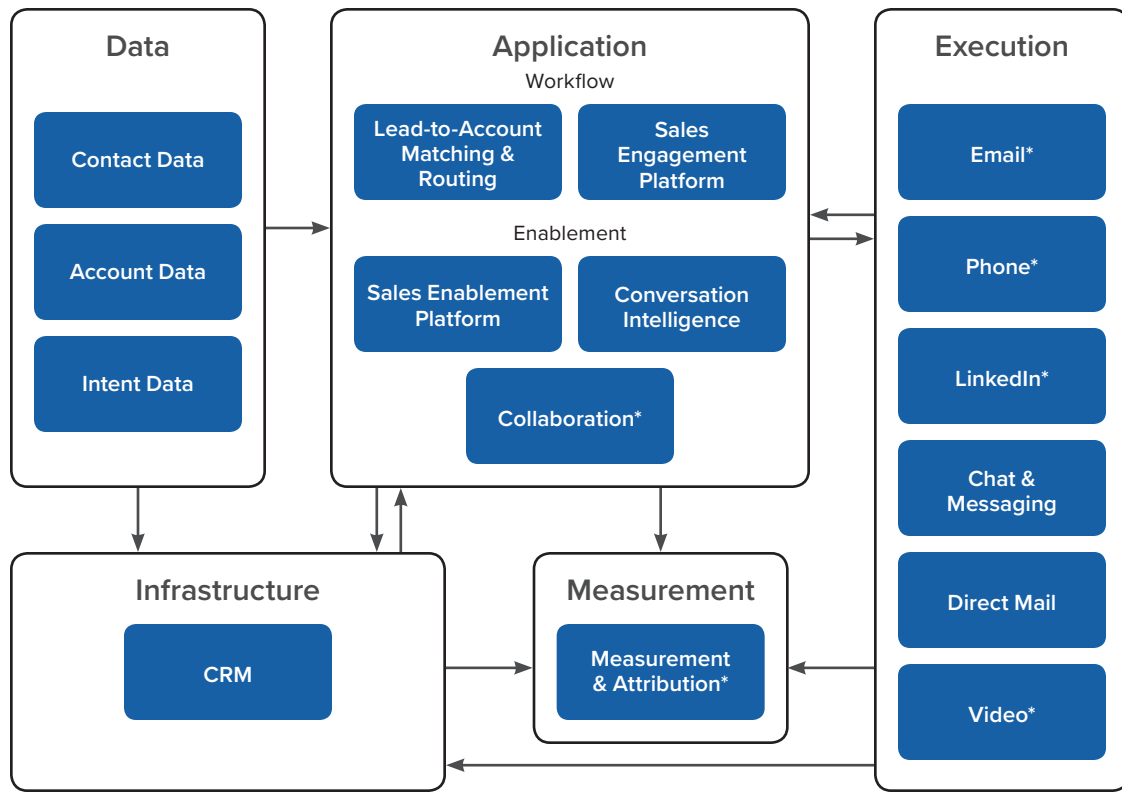 Data
Contact Data
Account Data
Intent Data
Application
Workflow
Lead-to-Account
Matching &
Routing
Sales
Engagement
Platform
Enablement
Sales Enablement
Platform
Conversation
Intelligence
Collaboration*
Execution
Email*
Phone*
LinkedIn*
Chat &
Messaging
Direct Mail
Video*
Infrastructure
CRM
Measurement
Measurement
& Attribution*